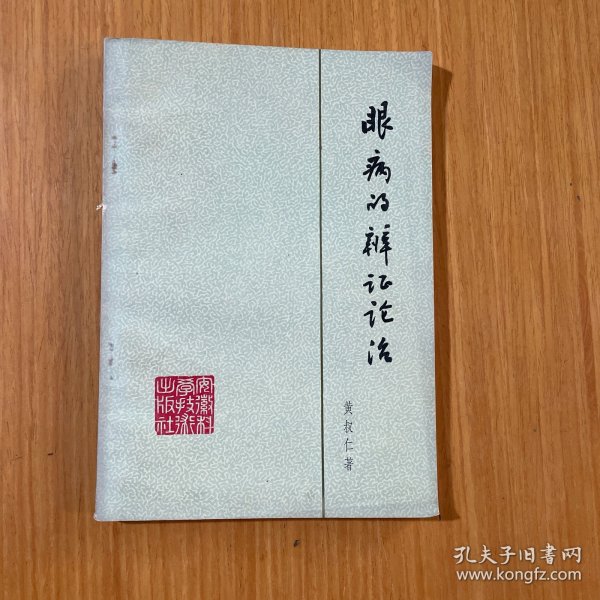 眼病的辨证论治
黄叔仁著
安徽科
学技术
出版社
孔夫子旧书网
www.kongfz.com